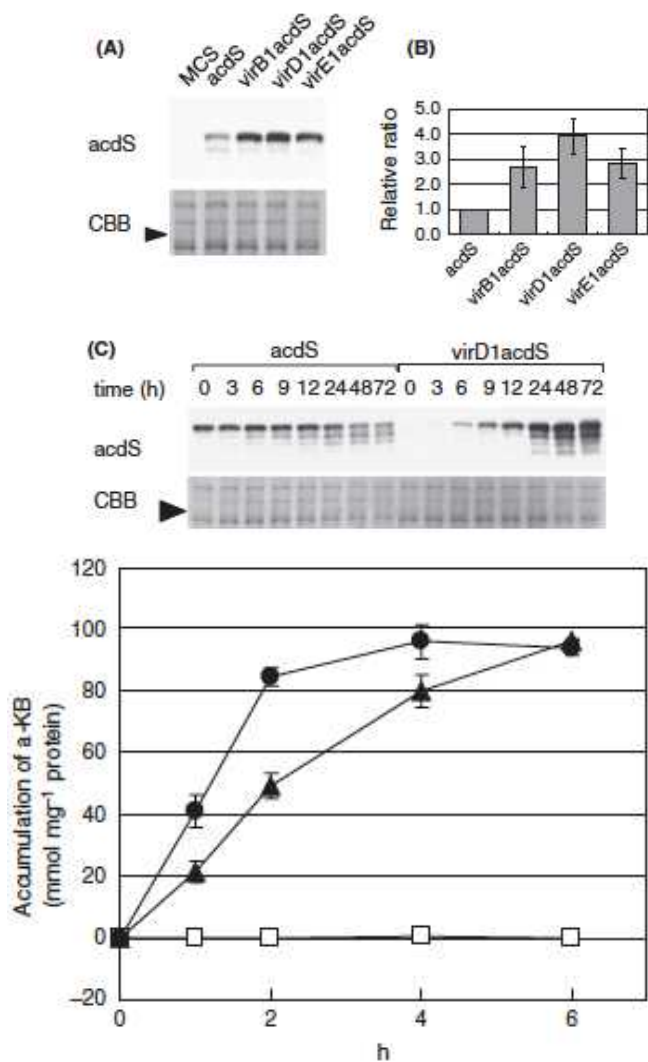 (A)
MCS acdS virB1acdS virD1acdS virE1acdS
acdS
CBB
(B)
Relative ratio
5.0
4.0
3.0
2.0
1.0
0.0
acdS virB1acdS virD1acdS virE1acdS
(C)
acdS virD1acdS
time (h) 0 3 6 9 12 24 48 72 0 3 6 9 12 24 48 72
acdS
CBB
Accumulation of a-KB
(mmol mg⁻¹ protein)
120
100
80
60
40
20
0
–20
0 2 4 6
h